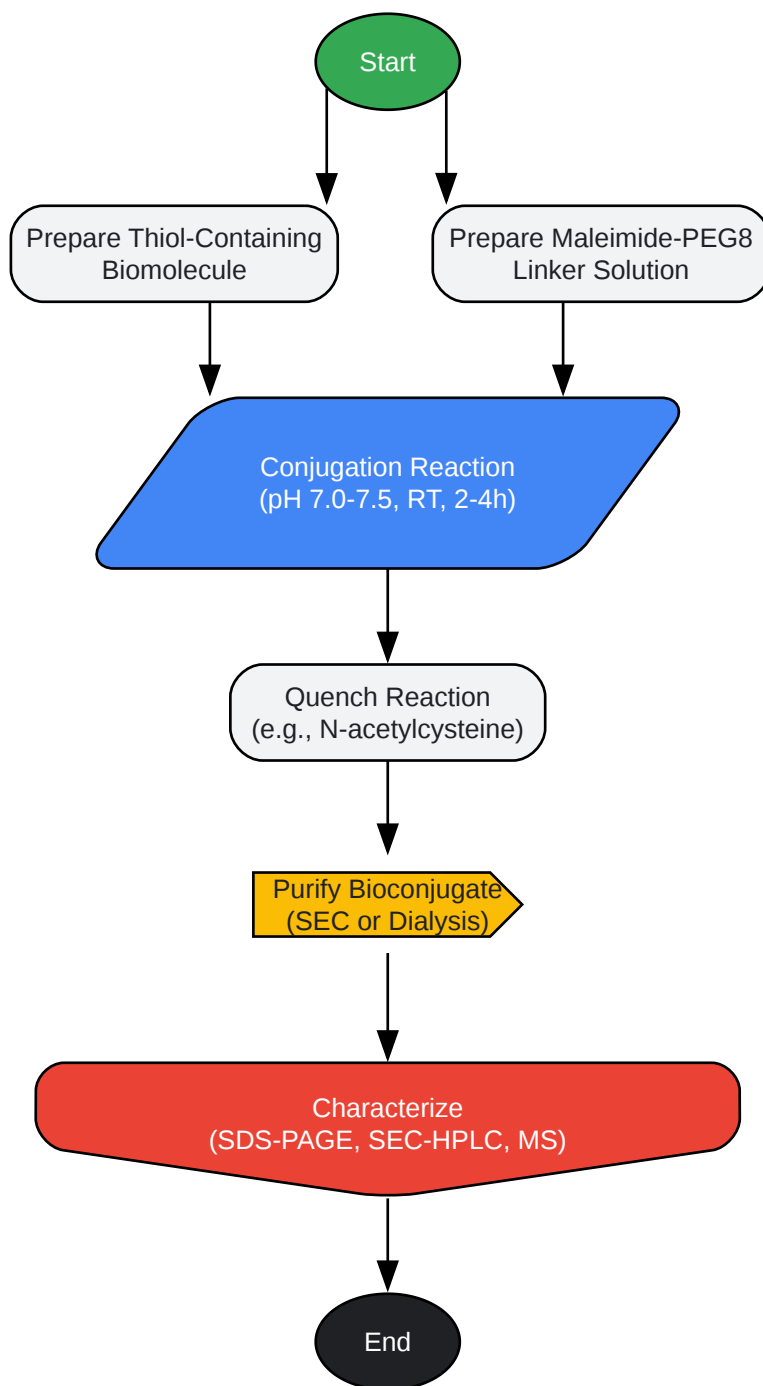 Start
Prepare Thiol-Containing
Biomolecule
Prepare Maleimide-PEG8
Linker Solution
Conjugation Reaction
(pH 7.0-7.5, RT, 2-4h)
Quench Reaction
(e.g., N-acetylcysteine)
Purify Bioconjugate
(SEC or Dialysis)
Characterize
(SDS-PAGE, SEC-HPLC, MS)
End